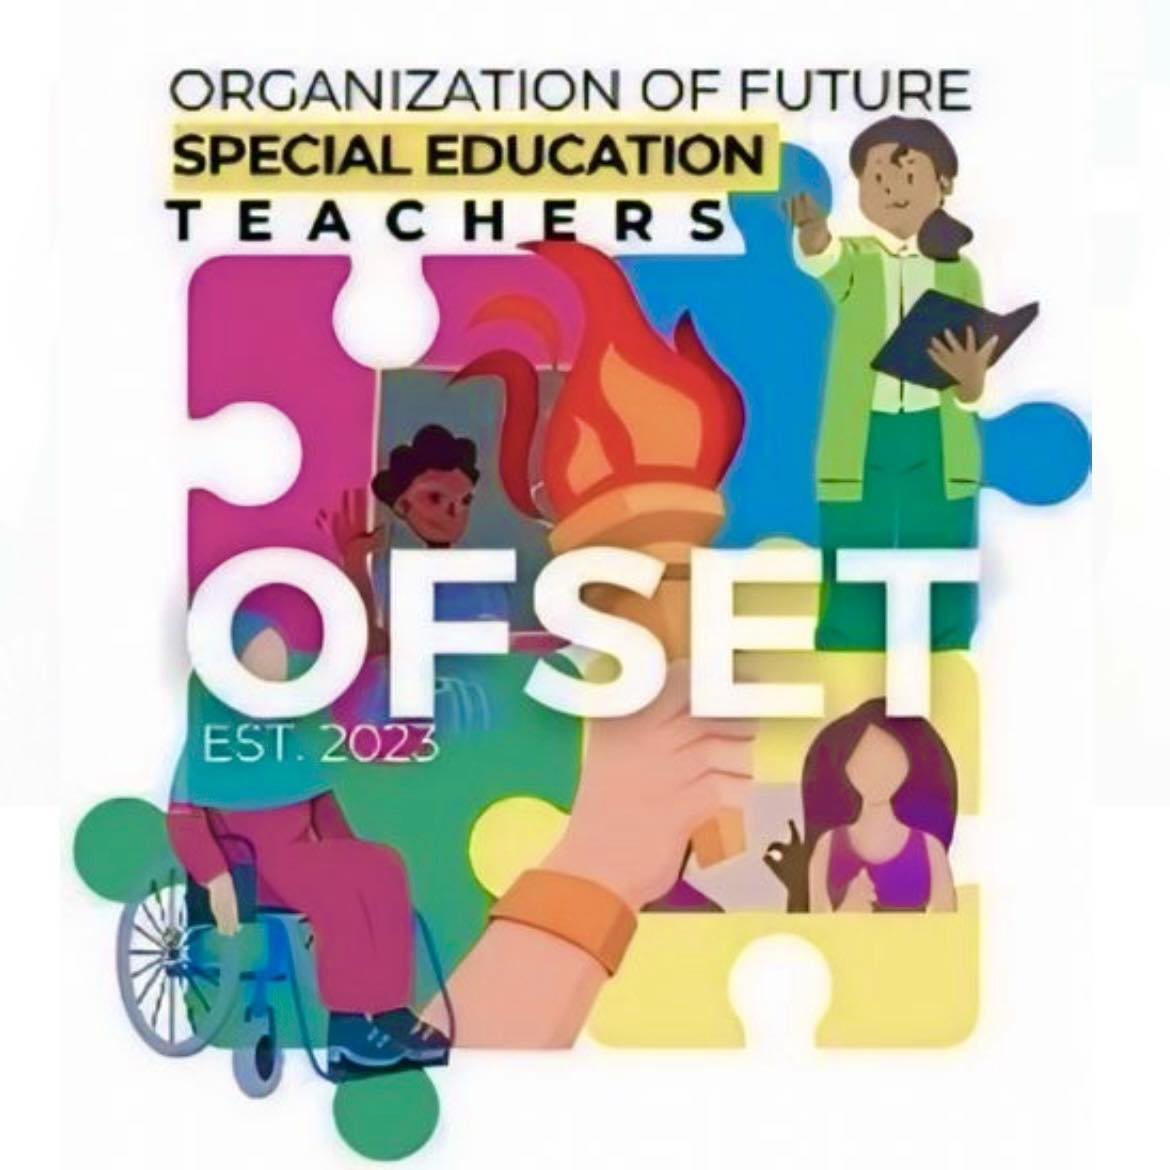 ORGANIZATION OF FUTURE
SPECIAL EDUCATION
TEACHERS
OFSET
EST. 2023